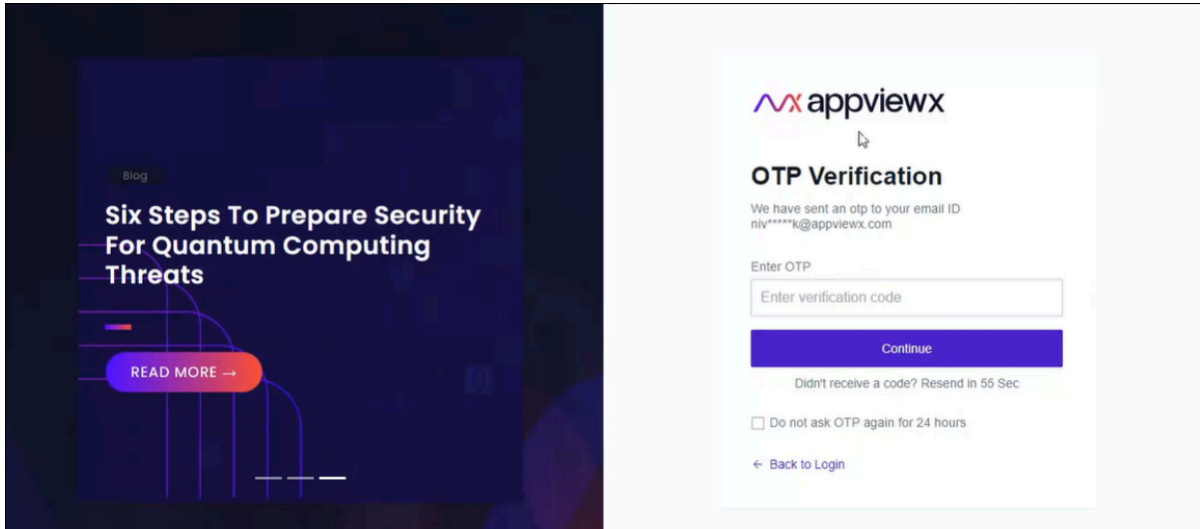 Blog
Six Steps To Prepare Security
For Quantum Computing
Threats
READ MORE →
appviewx
OTP Verification
We have sent an otp to your email ID
niv*****k@appviewx.com
Enter OTP
Enter verification code
Continue
Didn't receive a code? Resend in 55 Sec
Do not ask OTP again for 24 hours
← Back to Login